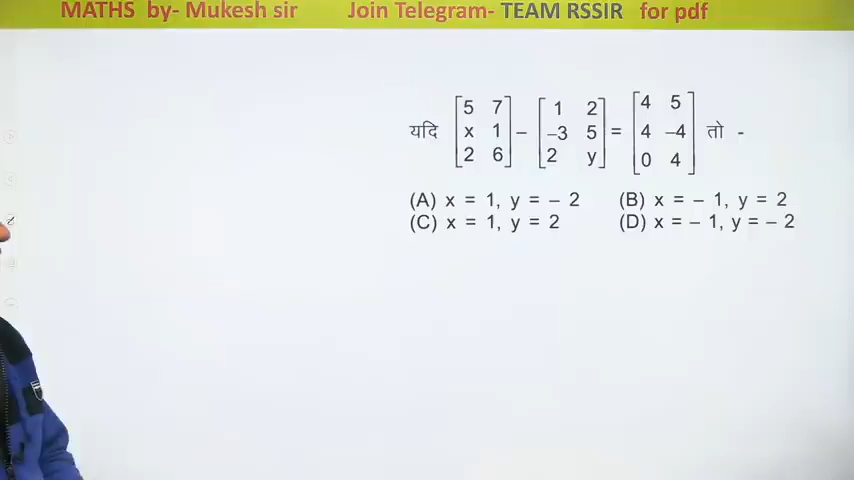 MATHS by- Mukesh sir Join Telegram- TEAM RSSIR for pdf
यदि [5 7; x 1; 2 6] – [1 2; –3 5; 2 y] = [4 5; 4 –4; 0 4] तो -
(A) x = 1, y = – 2 (B) x = – 1, y = 2
(C) x = 1, y = 2 (D) x = – 1, y = – 2